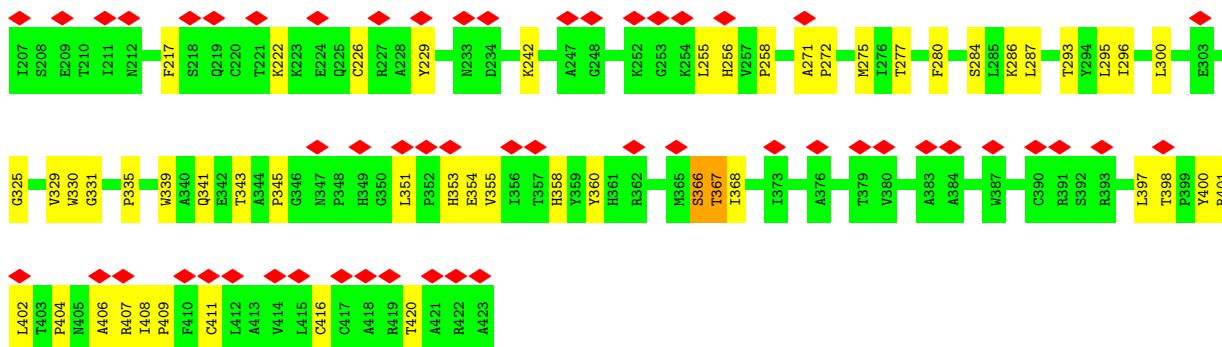 I207 S208 E209 T210 I211 N212 F217 S218 Q219 C220 T221 K222 K223 E224 Q225 C226 R227 A228 Y229 N233 D234 K242 A247 G248 K252 G253 K254 L255 H256 V257 P258 A271 P272 M275 I276 T277 F280 S284 L285 K286 L287 T293 Y294 L295 I296 L300 E303
G325 V329 W330 G331 P335 W339 A340 Q341 E342 T343 A344 P345 G346 N347 P348 H349 G350 L351 P352 H353 E354 V355 I356 T357 H358 Y359 Y360 H361 R362 M365 S366 T367 I368 I373 A376 T379 V380 A383 A384 W387 C390 R391 S392 R393 L397 T398 P399 Y400 R401
L402 T403 P404 N405 A406 R407 I408 P409 F410 C411 L412 A413 V414 L415 C416 C417 A418 R419 T420 A421 R422 A423